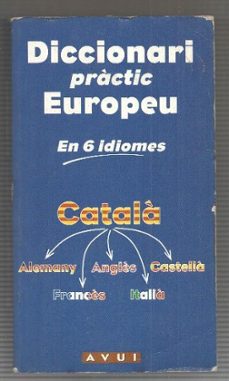 Diccionari
pràctic
Europeu
En 6 idiomes
Català
Alemany Anglès Castellà
Francès Italià
AVUI